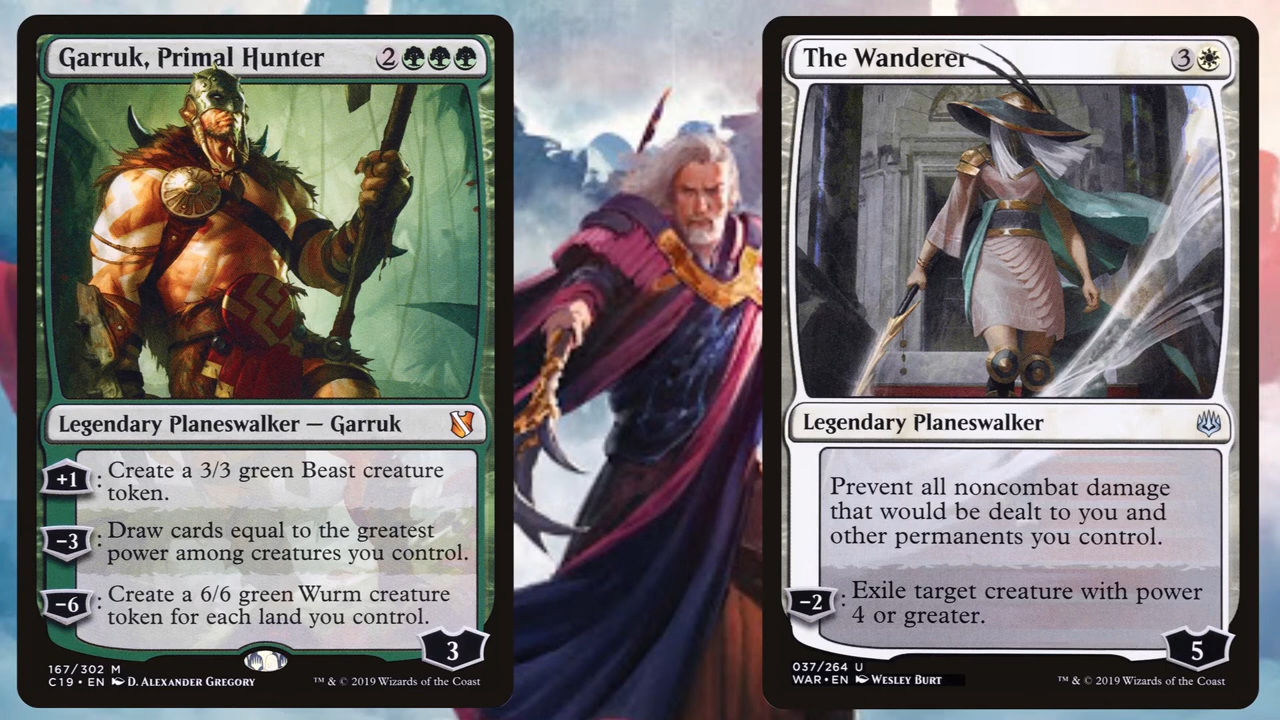 Garruk, Primal Hunter 2
Legendary Planeswalker — Garruk
+1: Create a 3/3 green Beast creature
token.
−3: Draw cards equal to the greatest
power among creatures you control.
−6: Create a 6/6 green Wurm creature
token for each land you control.
3
167/302 M
C19 • EN D. ALEXANDER GREGORY ™ & © 2019 Wizards of the Coast
The Wanderer 3
Legendary Planeswalker
Prevent all noncombat damage
that would be dealt to you and
other permanents you control.
−2: Exile target creature with power
4 or greater.
5
037/264 U
WAR • EN WESLEY BURT ™ & © 2019 Wizards of the Coast